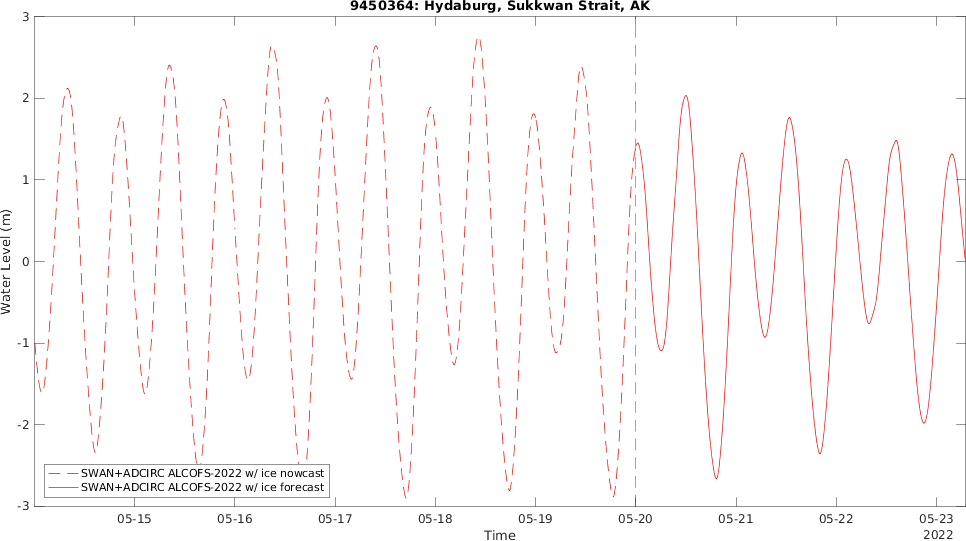 9450364: Hydaburg, Sukkwan Strait, AK
3
2
1
0
-1
-2
-3
Water Level (m)
SWAN+ADCIRC ALCOFS-2022 w/ ice nowcast
SWAN+ADCIRC ALCOFS-2022 w/ ice forecast
05-15 05-16 05-17 05-18 05-19 05-20 05-21 05-22 05-23
Time
2022